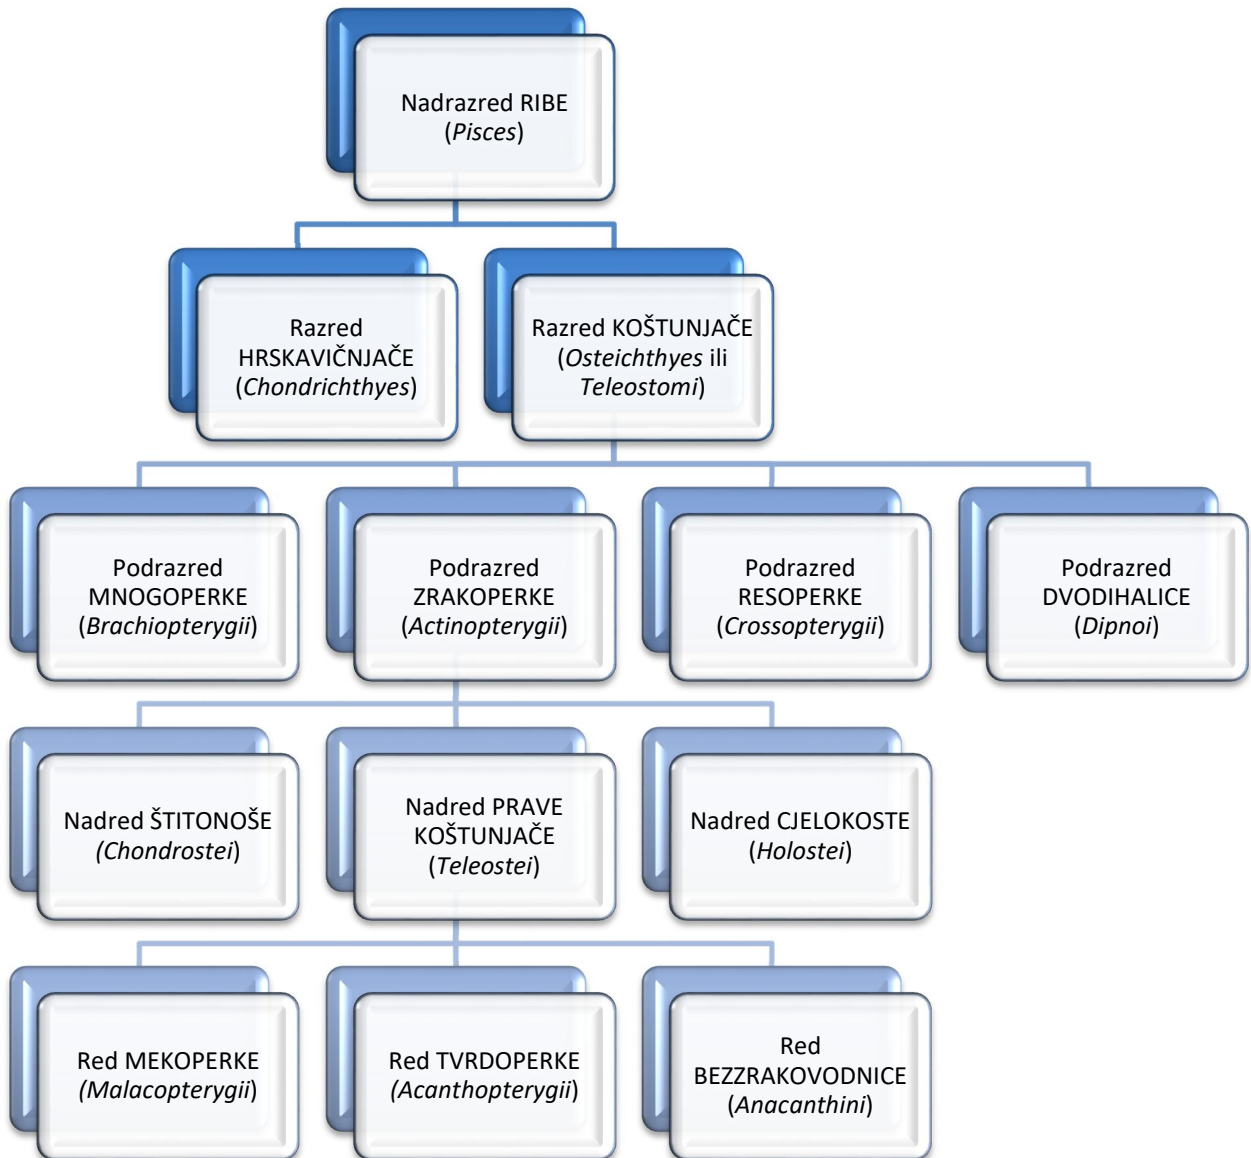 Nadrazred RIBE
(Pisces)
Razred
HRSKAVIČNJAČE
(Chondrichthyes)
Razred KOŠTUNJAČE
(Osteichthyes ili
Teleostomi)
Podrazred
MNOGOPERKE
(Brachiopterygii)
Podrazred
ZRAKOPERKE
(Actinopterygii)
Podrazred
RESOPERKE
(Crossopterygii)
Podrazred
DVODIHALICE
(Dipnoi)
Nadred ŠTITONOŠE
(Chondrostei)
Nadred PRAVE
KOŠTUNJAČE
(Teleostei)
Nadred CJELOKOSTE
(Holostei)
Red MEKOPERKE
(Malacopterygii)
Red TVRDOPERKE
(Acanthopterygii)
Red
BEZZRAKOVODNICE
(Anacanthini)